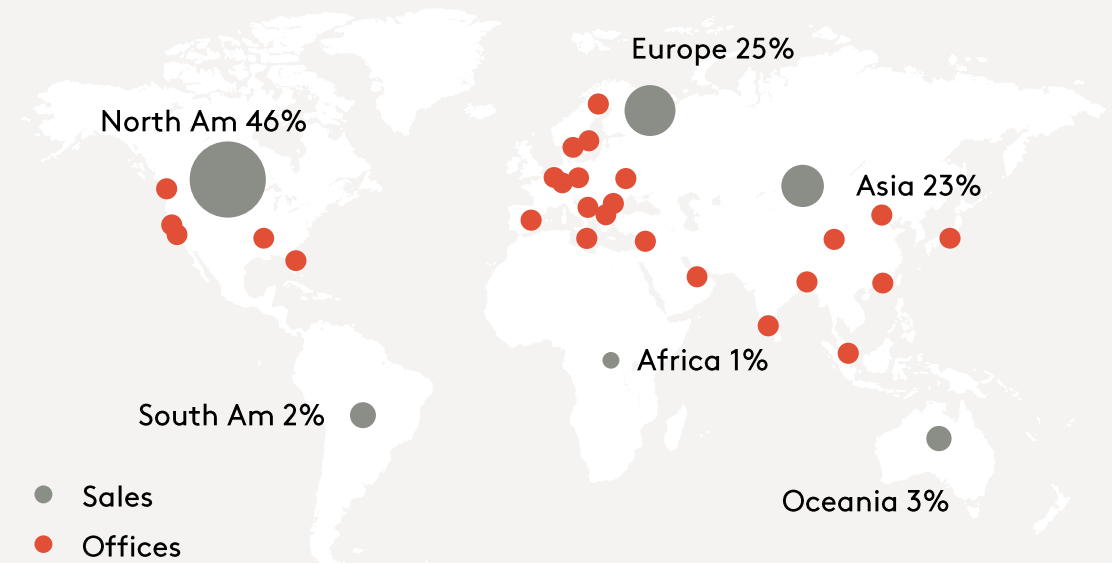 Europe 25%
North Am 46%
Asia 23%
Africa 1%
South Am 2%
Oceania 3%
Sales
Offices